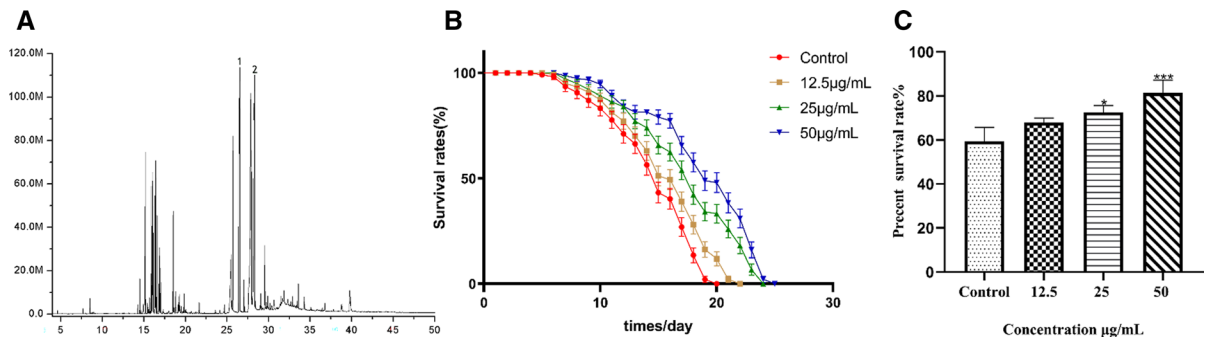 A
120.0M
100.0M
80.0M
60.0M
40.0M
20.0M
0.0M
1
2
5
10
15
20
25
30
35
40
45
50
B
Survival rates(%)
100
50
0
0
10
20
30
times/day
Control
12.5μg/mL
25μg/mL
50μg/mL
C
Precent survival rate%
100
80
60
40
20
0
*
***
Control
12.5
25
50
Concentration μg/mL